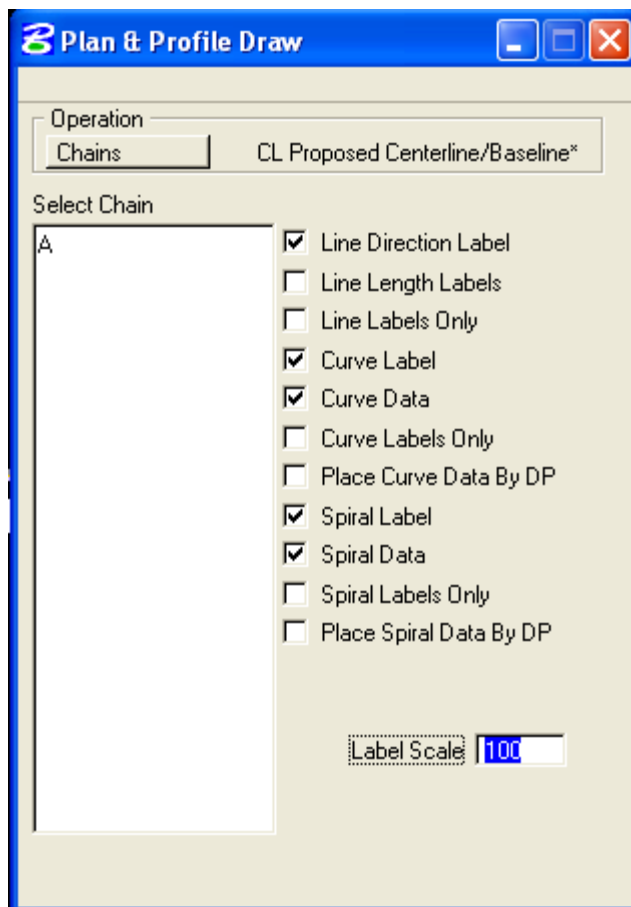 Plan & Profile Draw
Operation
Chains CL Proposed Centerline/Baseline*
Select Chain
A
Line Direction Label
Line Length Labels
Line Labels Only
Curve Label
Curve Data
Curve Labels Only
Place Curve Data By DP
Spiral Label
Spiral Data
Spiral Labels Only
Place Spiral Data By DP
Label Scale 100